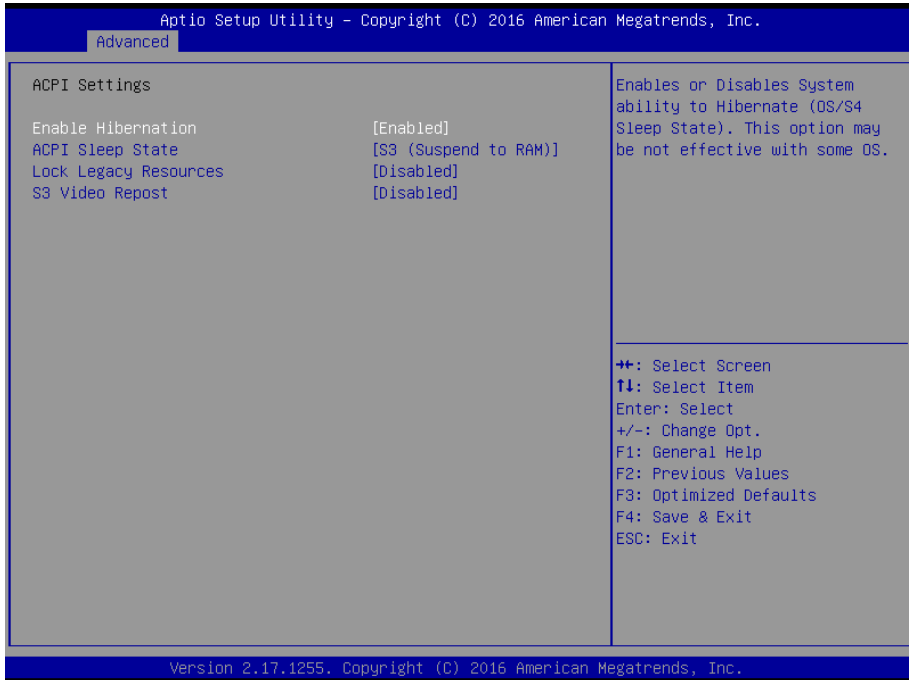 Aptio Setup Utility – Copyright (C) 2016 American Megatrends, Inc.
Advanced
ACPI Settings
Enable Hibernation [Enabled]
ACPI Sleep State [S3 (Suspend to RAM)]
Lock Legacy Resources [Disabled]
S3 Video Repost [Disabled]
Enables or Disables System
ability to Hibernate (OS/S4
Sleep State). This option may
be not effective with some OS.
→←: Select Screen
↑↓: Select Item
Enter: Select
+/-: Change Opt.
F1: General Help
F2: Previous Values
F3: Optimized Defaults
F4: Save & Exit
ESC: Exit
Version 2.17.1255. Copyright (C) 2016 American Megatrends, Inc.